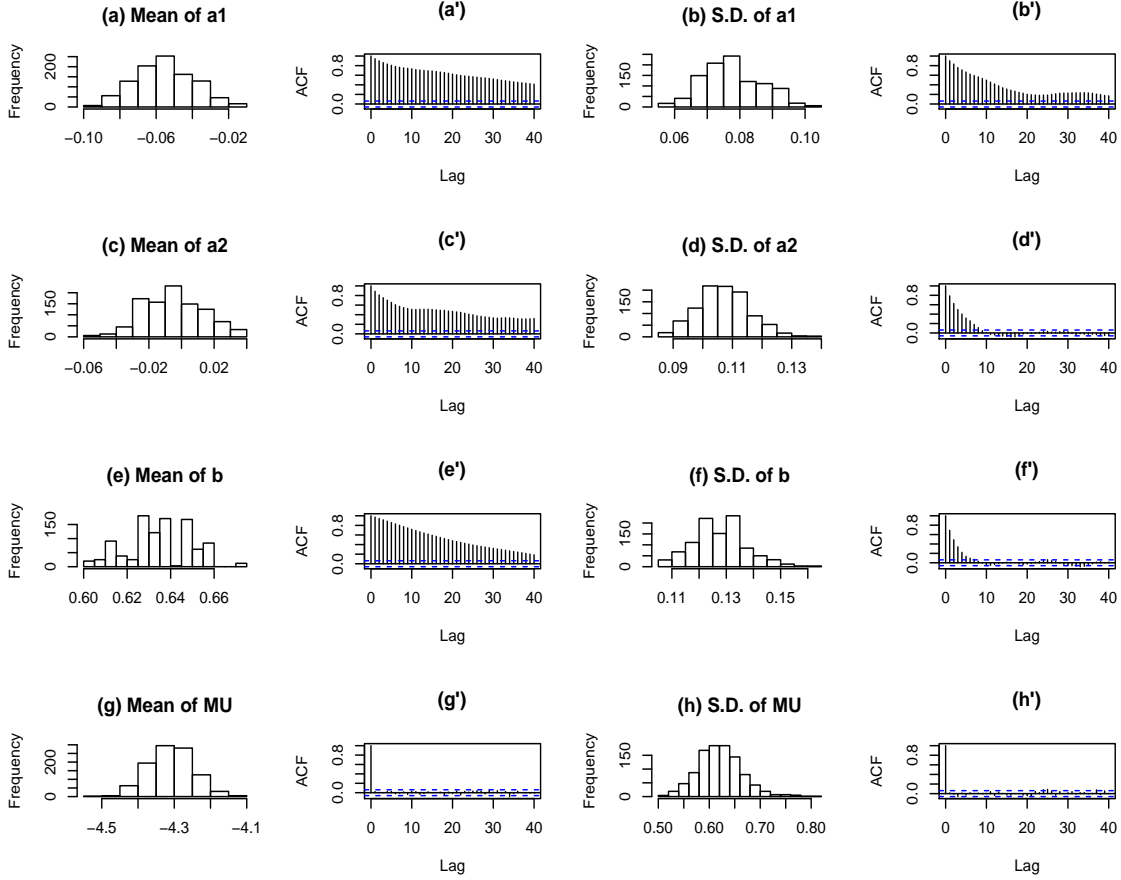 (a) Mean of a1
Frequency
0 200
−0.10 −0.06 −0.02
(a')
ACF
0.0 0.8
0 10 20 30 40
Lag
(b) S.D. of a1
Frequency
0 150
0.06 0.08 0.10
(b')
ACF
0.0 0.8
0 10 20 30 40
Lag
(c) Mean of a2
Frequency
0 150
−0.06 −0.02 0.02
(c')
ACF
0.0 0.8
0 10 20 30 40
Lag
(d) S.D. of a2
Frequency
0 150
0.09 0.11 0.13
(d')
ACF
0.0 0.8
0 10 20 30 40
Lag
(e) Mean of b
Frequency
0 150
0.60 0.62 0.64 0.66
(e')
ACF
0.0 0.8
0 10 20 30 40
Lag
(f) S.D. of b
Frequency
0 150
0.11 0.13 0.15
(f')
ACF
0.0 0.8
0 10 20 30 40
Lag
(g) Mean of MU
Frequency
0 200
−4.5 −4.3 −4.1
(g')
ACF
0.0 0.8
0 10 20 30 40
Lag
(h) S.D. of MU
Frequency
0 150
0.50 0.60 0.70 0.80
(h')
ACF
0.0 0.8
0 10 20 30 40
Lag